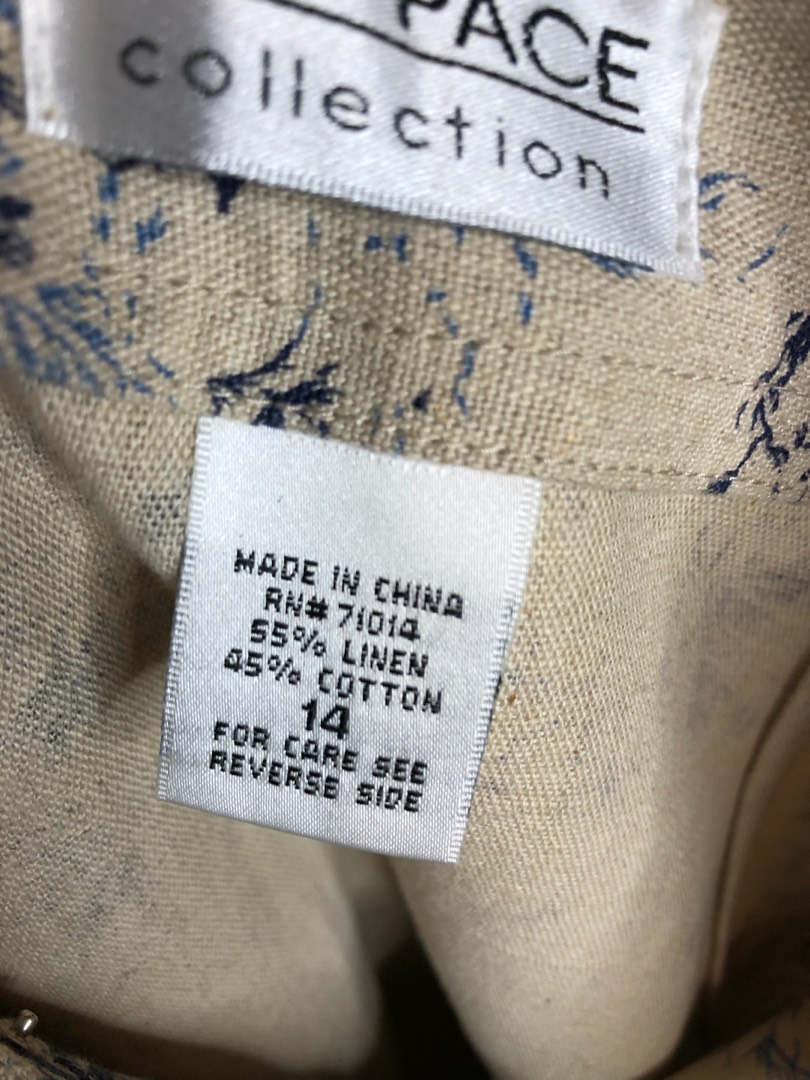 PACE
collection
MADE IN CHINA
RN# 71014
55% LINEN
45% COTTON
14
FOR CARE SEE
REVERSE SIDE